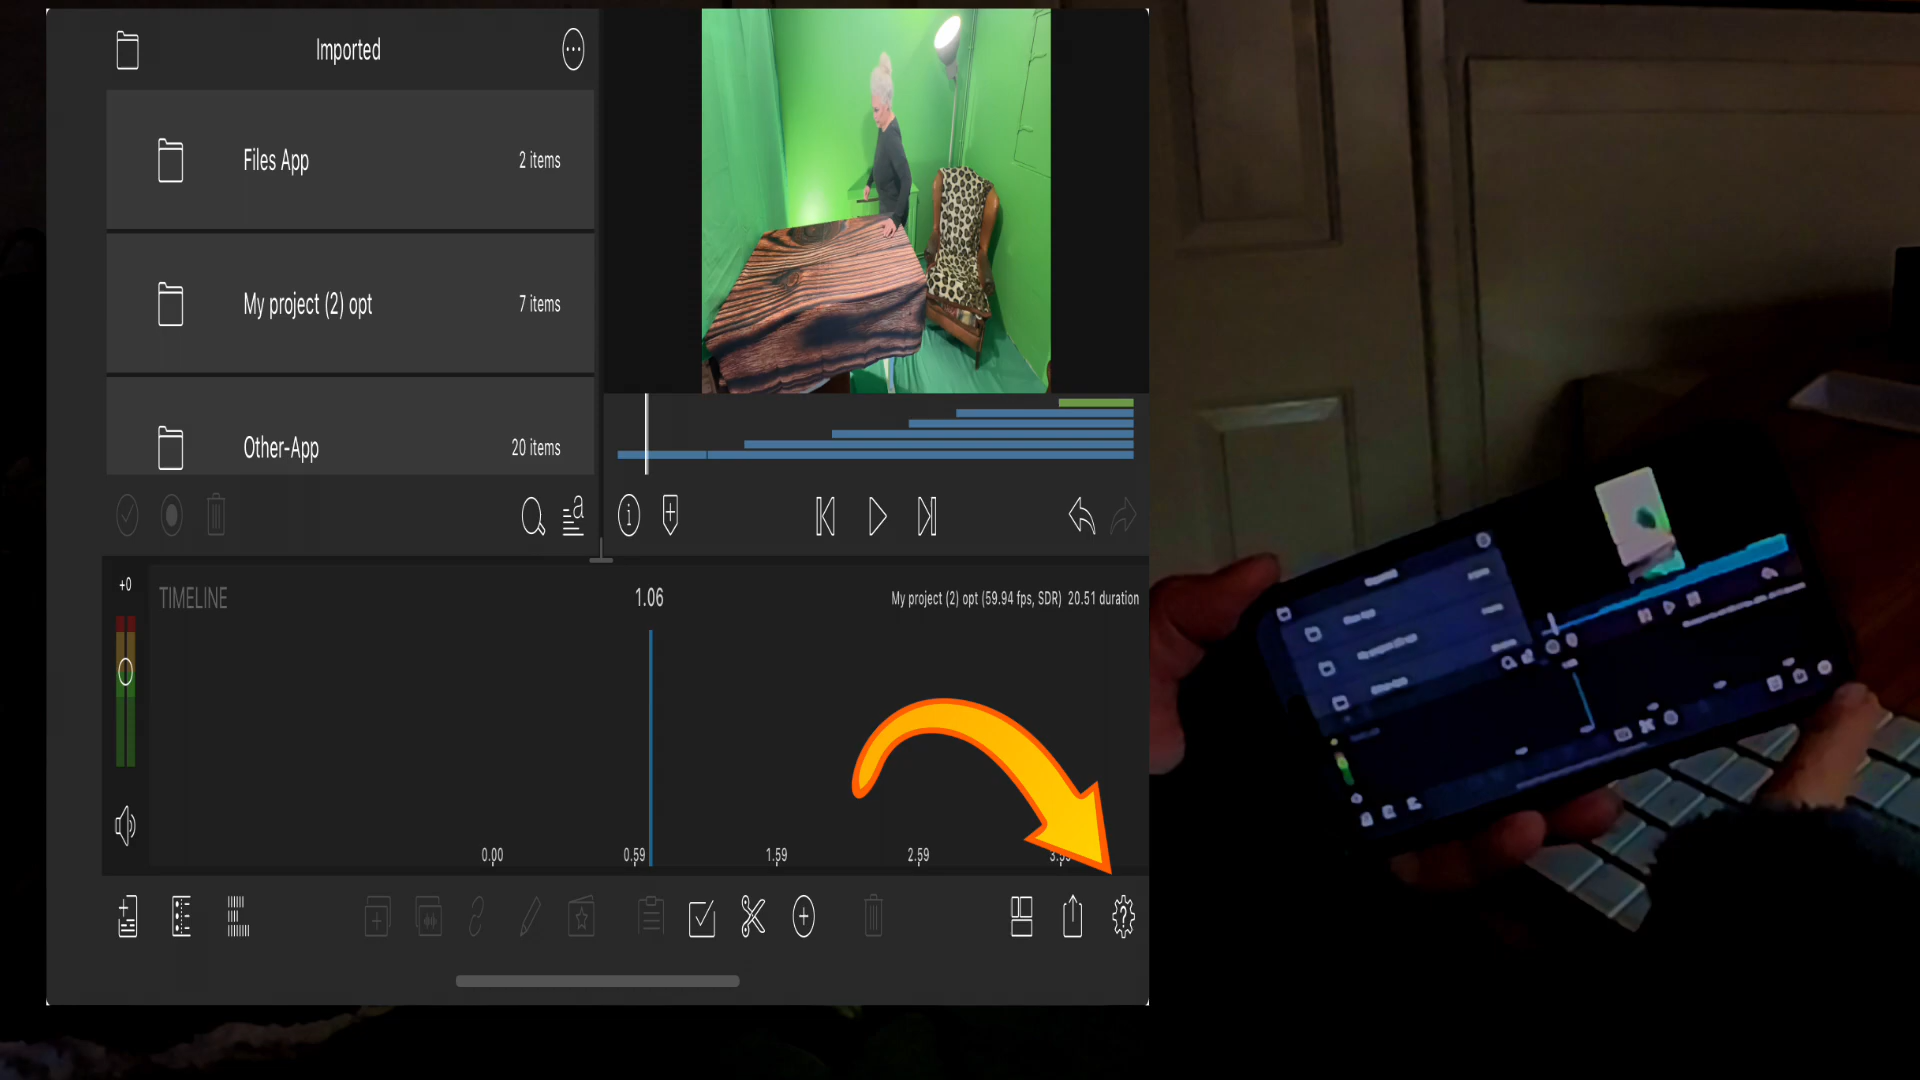 Imported
Files App
2 items
My project (2) opt
7 items
Other-App
20 items
a
i
+0
TIMELINE
1.06
My project (2) opt (59.94 fps, SDR) 20.51 duration
0.00
0.59
1.59
2.59
?